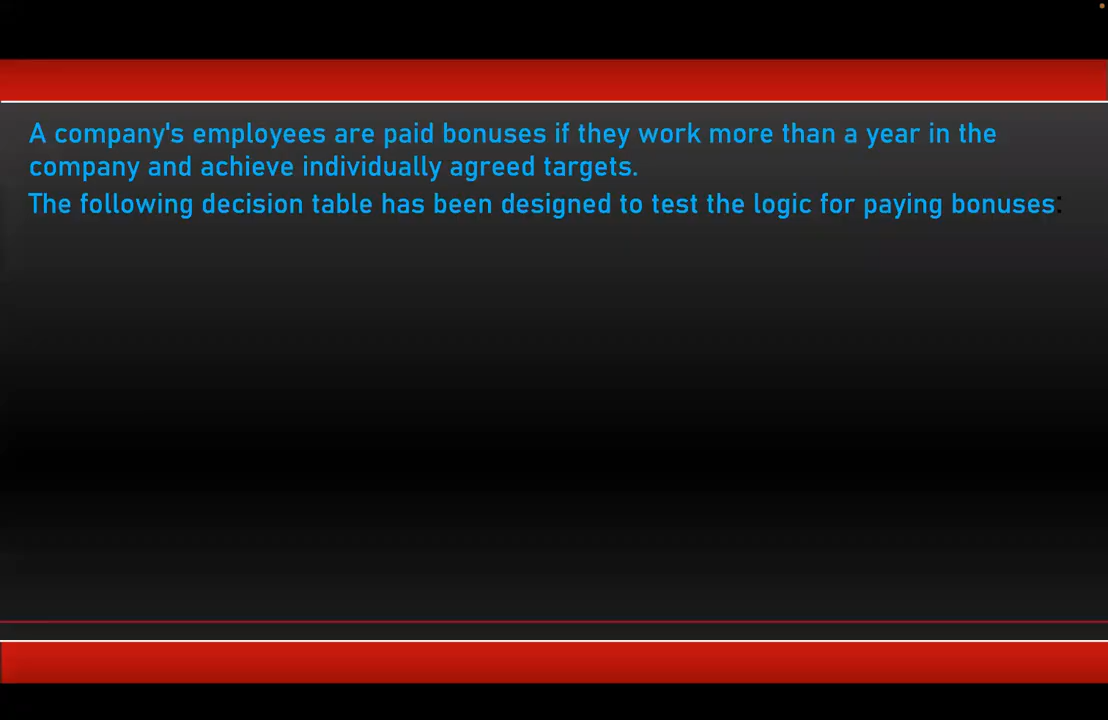 A company's employees are paid bonuses if they work more than a year in the
company and achieve individually agreed targets.
The following decision table has been designed to test the logic for paying bonuses: